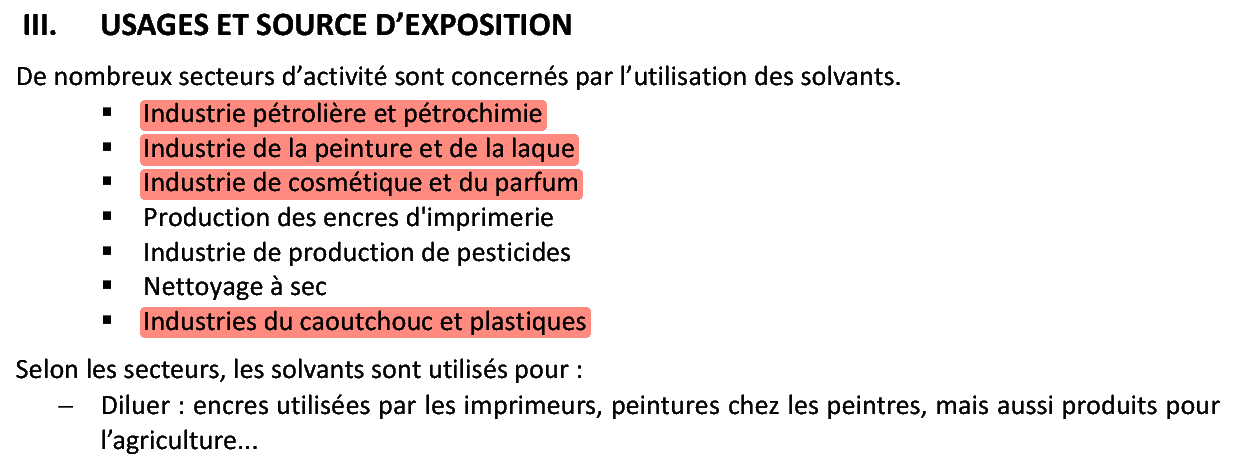 III. USAGES ET SOURCE D’EXPOSITION
De nombreux secteurs d’activité sont concernés par l’utilisation des solvants.
▪ Industrie pétrolière et pétrochimie
▪ Industrie de la peinture et de la laque
▪ Industrie de cosmétique et du parfum
▪ Production des encres d'imprimerie
▪ Industrie de production de pesticides
▪ Nettoyage à sec
▪ Industries du caoutchouc et plastiques
Selon les secteurs, les solvants sont utilisés pour :
– Diluer : encres utilisées par les imprimeurs, peintures chez les peintres, mais aussi produits pour
l’agriculture...